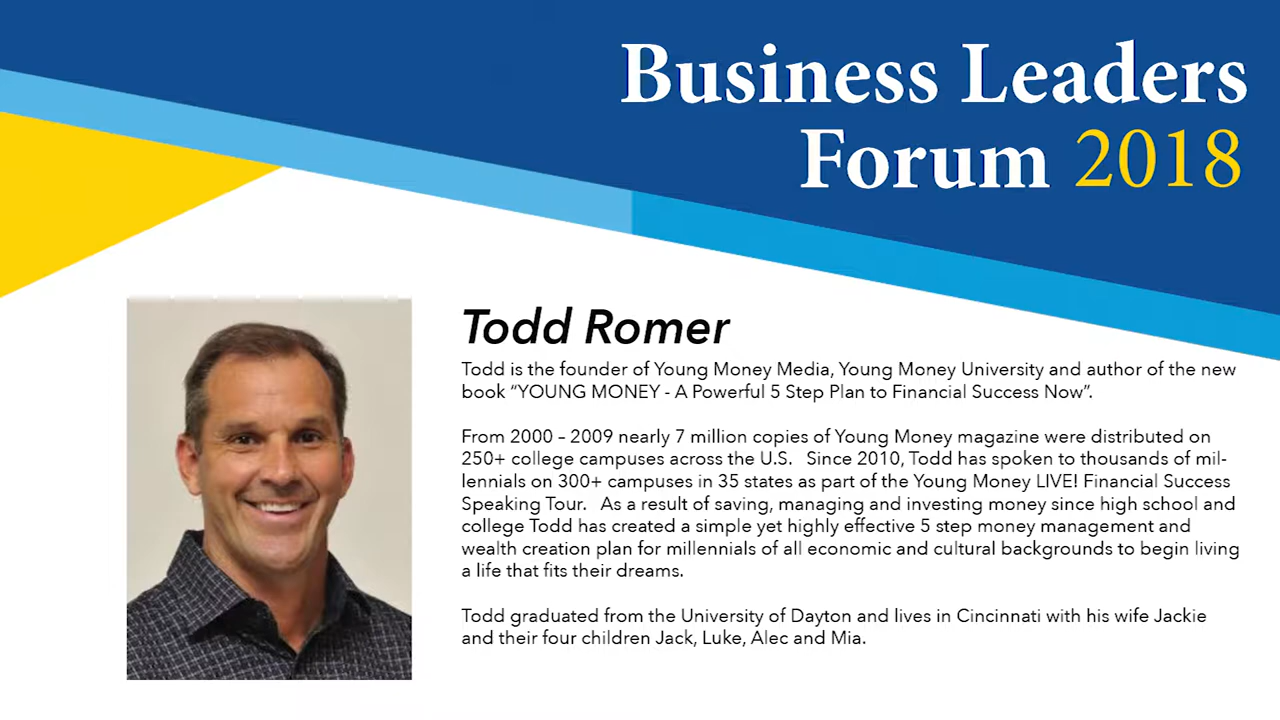 Business Leaders
Forum 2018
Todd Romer
Todd is the founder of Young Money Media, Young Money University and author of the new
book “YOUNG MONEY - A Powerful 5 Step Plan to Financial Success Now”.
From 2000 – 2009 nearly 7 million copies of Young Money magazine were distributed on
250+ college campuses across the U.S.   Since 2010, Todd has spoken to thousands of mil-
lennials on 300+ campuses in 35 states as part of the Young Money LIVE! Financial Success
Speaking Tour.   As a result of saving, managing and investing money since high school and
college Todd has created a simple yet highly effective 5 step money management and
wealth creation plan for millennials of all economic and cultural backgrounds to begin living
a life that fits their dreams.
Todd graduated from the University of Dayton and lives in Cincinnati with his wife Jackie
and their four children Jack, Luke, Alec and Mia.